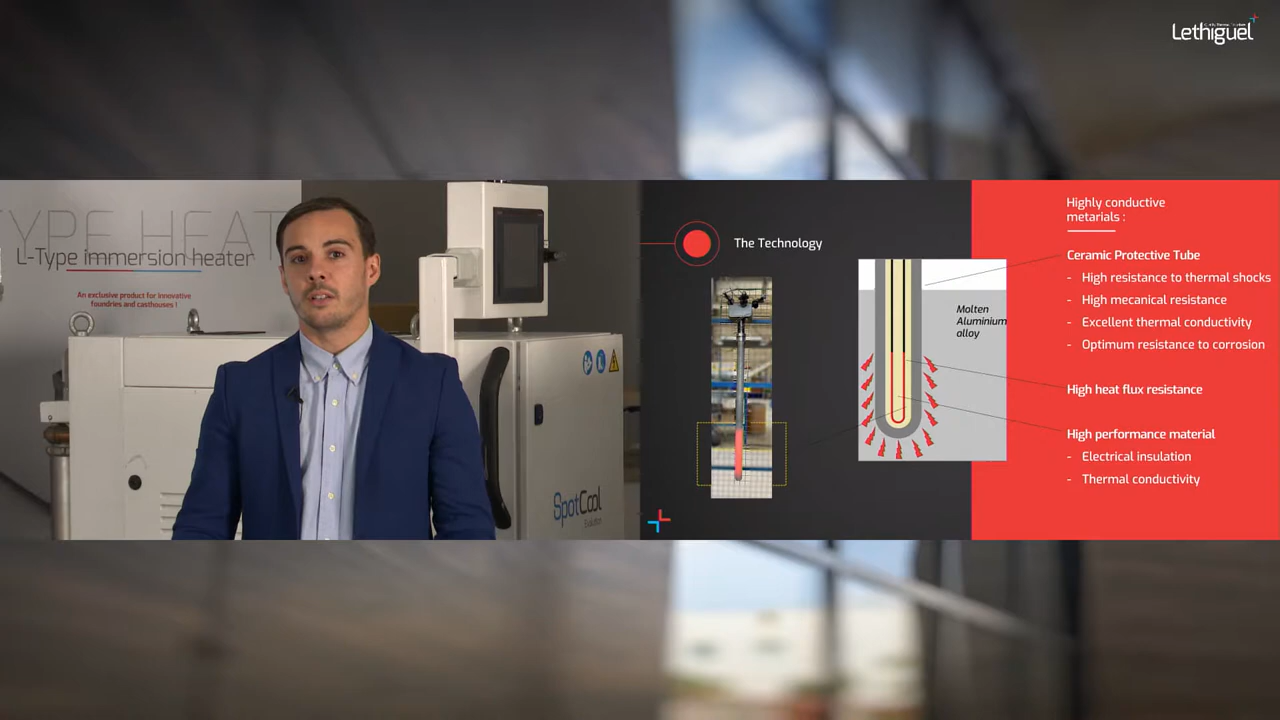 Lethiguel
TYPE HEAT
L-Type immersion heater
An exclusive product for innovative
foundries and casthouses !
SpotCool
Evolution
The Technology
Molten
Aluminium
alloy
Highly conductive
metarials :
Ceramic Protective Tube
- High resistance to thermal shocks
- High mecanical resistance
- Excellent thermal conductivity
- Optimum resistance to corrosion
High heat flux resistance
High performance material
- Electrical insulation
- Thermal conductivity